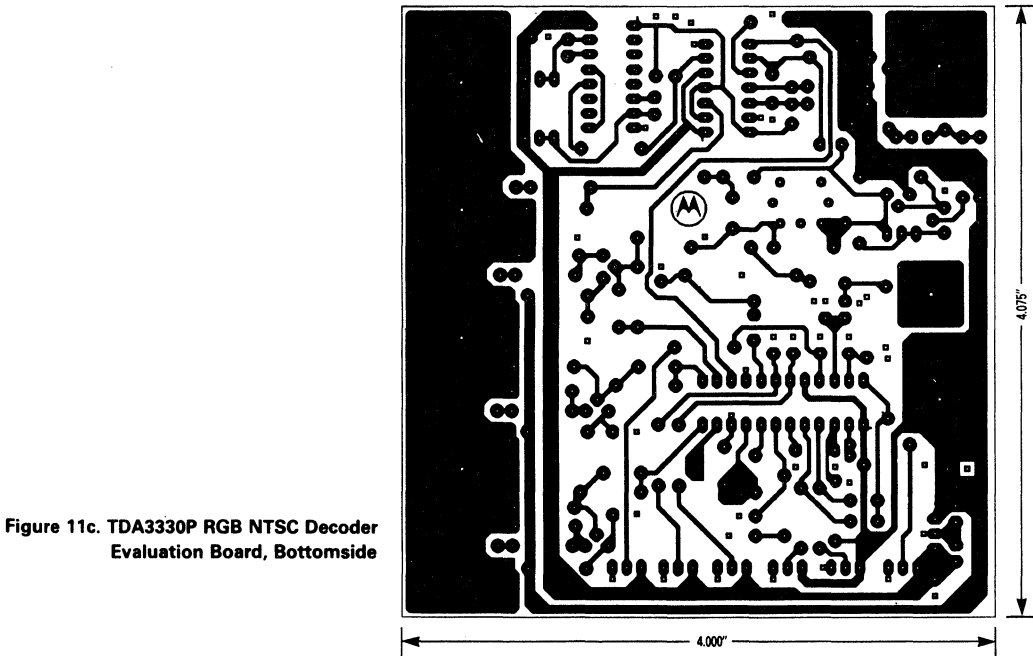 Figure 11c. TDA3330P RGB NTSC Decoder
Evaluation Board, Bottomside
4.075"
4.000"